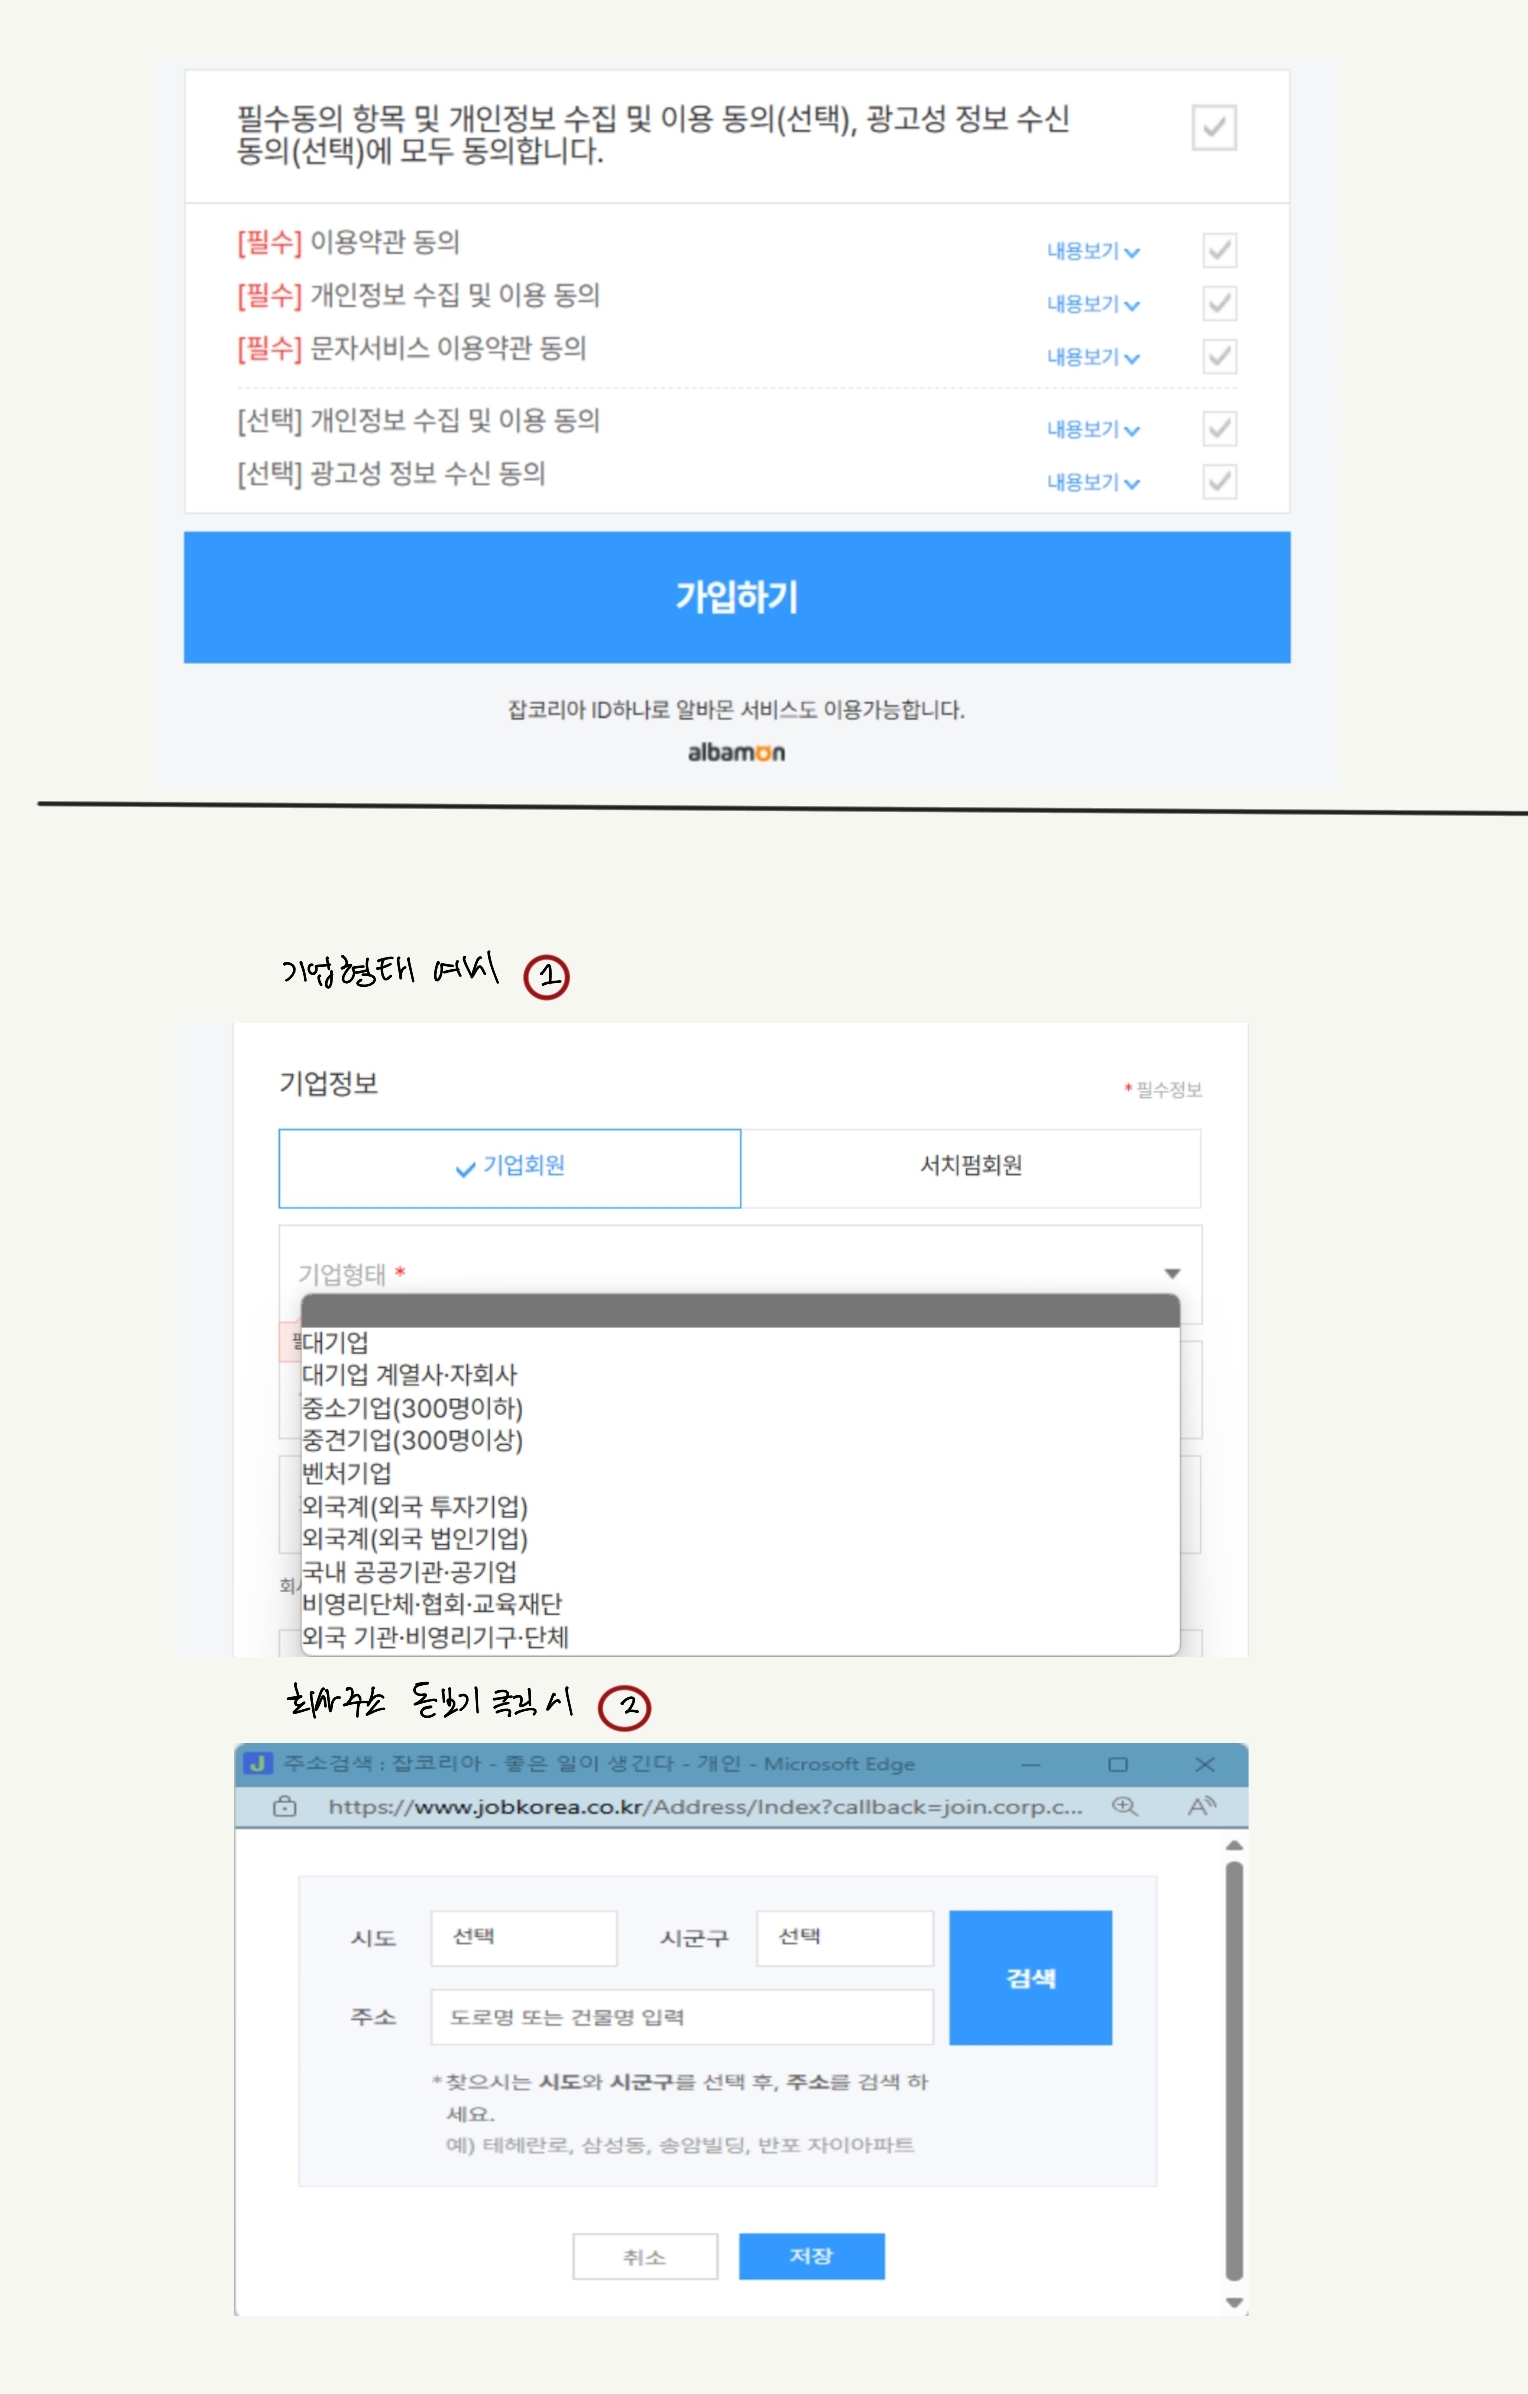 필수동의 항목 및 개인정보 수집 및 이용 동의(선택), 광고성 정보 수신
동의(선택)에 모두 동의합니다.
[필수] 이용약관 동의 내용보기
[필수] 개인정보 수집 및 이용 동의 내용보기
[필수] 문자서비스 이용약관 동의 내용보기
[선택] 개인정보 수집 및 이용 동의 내용보기
[선택] 광고성 정보 수신 동의 내용보기
가입하기
잡코리아 ID하나로 알바몬 서비스도 이용가능합니다.
albamon
기업형태 예시 1
기업정보 * 필수정보
기업회원 서치펌회원
기업형태 *
대기업
대기업 계열사·자회사
중소기업(300명이하)
중견기업(300명이상)
벤처기업
외국계(외국 투자기업)
외국계(외국 법인기업)
국내 공공기관·공기업
비영리단체·협회·교육재단
외국 기관·비영리기구·단체
회사주소 돋보기 클릭 시 2
J 주소검색 : 잡코리아 - 좋은 일이 생긴다 - 개인 - Microsoft Edge
https://www.jobkorea.co.kr/Address/Index?callback=join.corp.c...
시도 선택 시군구 선택 검색
주소 도로명 또는 건물명 입력
*찾으시는 시도와 시군구를 선택 후, 주소를 검색 하
세요.
예) 테헤란로, 삼성동, 송암빌딩, 반포 자이아파트
취소 저장